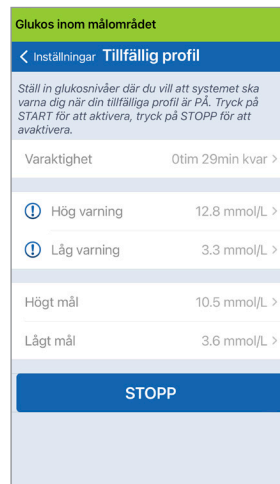 Glukos inom målområdet
Inställningar Tillfällig profil
Ställ in glukosnivåer där du vill att systemet ska
varna dig när din tillfälliga profil är PÅ. Tryck på
START för att aktivera, tryck på STOPP för att
avaktivera.
Varaktighet 0tim 29min kvar >
Hög varning 12.8 mmol/L >
Låg varning 3.3 mmol/L >
Högt mål 10.5 mmol/L >
Lågt mål 3.6 mmol/L >
STOPP